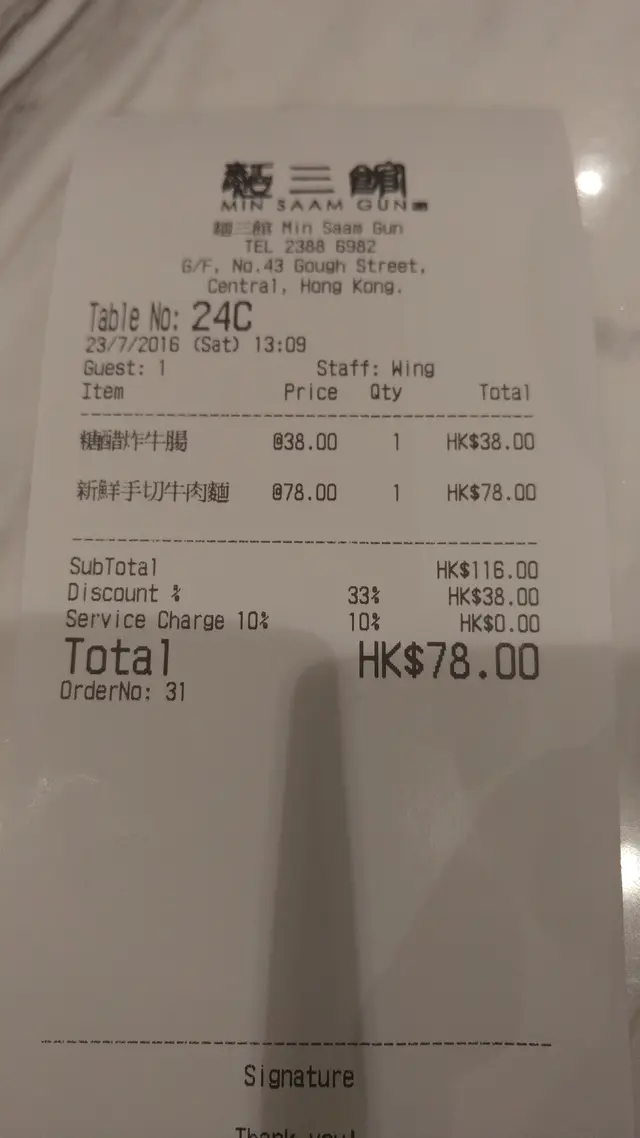 麵三館
MIN SAAM GUN
麵三館 Min Saam Gun
TEL 2388 6982
G/F, No.43 Gough Street,
Central, Hong Kong.
Table No: 24C
23/7/2016 (Sat) 13:09
Guest: 1 Staff: Wing
Item Price Qty Total
糖醋炸牛腸 @38.00 1 HK$38.00
新鮮手切牛肉麵 @78.00 1 HK$78.00
SubTotal HK$116.00
Discount % 33% HK$38.00
Service Charge 10% 10% HK$0.00
Total HK$78.00
OrderNo: 31
Signature
Thank you!